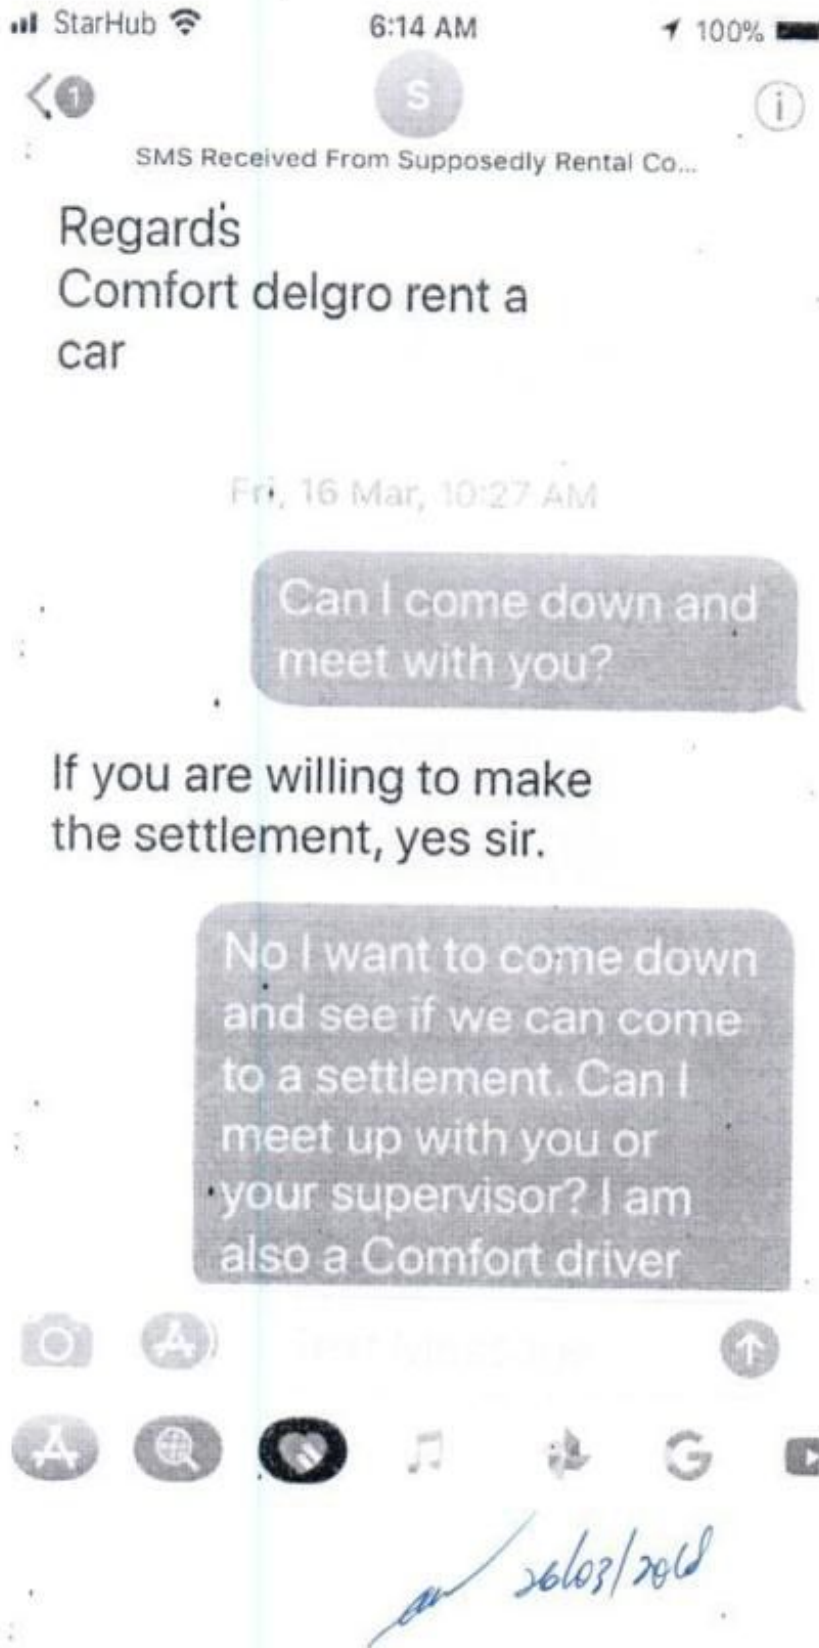 StarHub 6:14 AM 100%
1
S
i
SMS Received From Supposedly Rental Co...
Regards
Comfort delgro rent a
car
Fri, 16 Mar, 10:27 AM
Can I come down and
meet with you?
If you are willing to make
the settlement, yes sir.
No I want to come down
and see if we can come
to a settlement. Can I
meet up with you or
your supervisor? I am
also a Comfort driver
G
26/03/2018